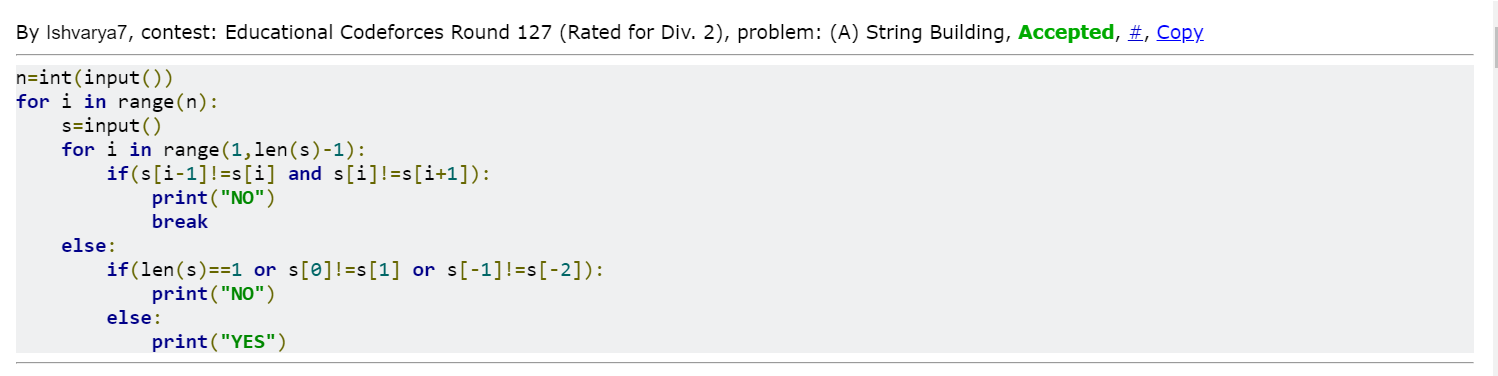 By Ishvarya7, contest: Educational Codeforces Round 127 (Rated for Div. 2), problem: (A) String Building, Accepted, #, Copy
n=int(input())
for i in range(n):
    s=input()
    for i in range(1,len(s)-1):
        if(s[i-1]!=s[i] and s[i]!=s[i+1]):
            print("NO")
            break
    else:
        if(len(s)==1 or s[0]!=s[1] or s[-1]!=s[-2]):
            print("NO")
        else:
            print("YES")